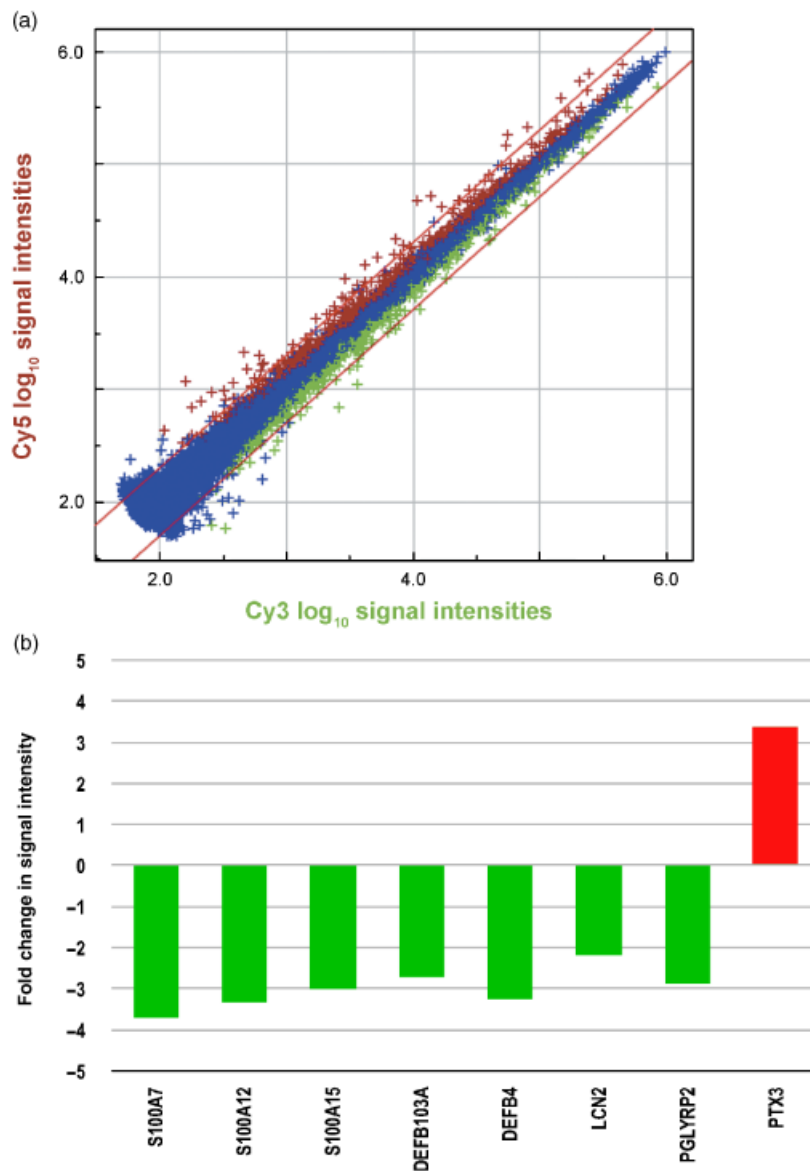 (a)
6.0
4.0
2.0
Cy5 log10 signal intensities
2.0
4.0
6.0
Cy3 log10 signal intensities
(b)
5
4
3
2
1
0
–1
–2
–3
–4
–5
Fold change in signal intensity
S100A7
S100A12
S100A15
DEFB103A
DEFB4
LCN2
PGLYRP2
PTX3